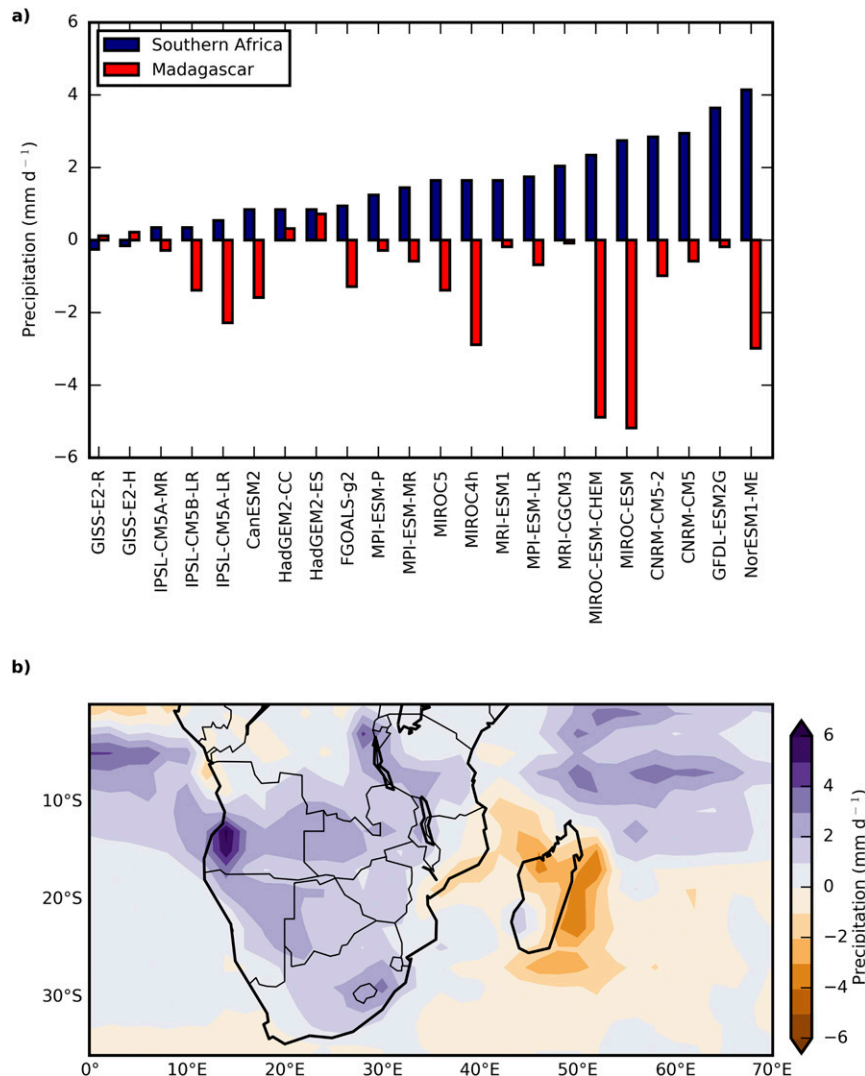 a)
6
4
2
0
−2
−4
−6
Precipitation (mm d⁻¹)
Southern Africa
Madagascar
GISS-E2-R
GISS-E2-H
IPSL-CM5A-MR
IPSL-CM5B-LR
IPSL-CM5A-LR
CanESM2
HadGEM2-CC
HadGEM2-ES
FGOALS-g2
MPI-ESM-P
MPI-ESM-MR
MIROC5
MIROC4h
MRI-ESM1
MPI-ESM-LR
MRI-CGCM3
MIROC-ESM-CHEM
MIROC-ESM
CNRM-CM5-2
CNRM-CM5
GFDL-ESM2G
NorESM1-ME
b)
10°S
20°S
30°S
0°E
10°E
20°E
30°E
40°E
50°E
60°E
70°E
6
4
2
0
−2
−4
−6
Precipitation (mm d⁻¹)